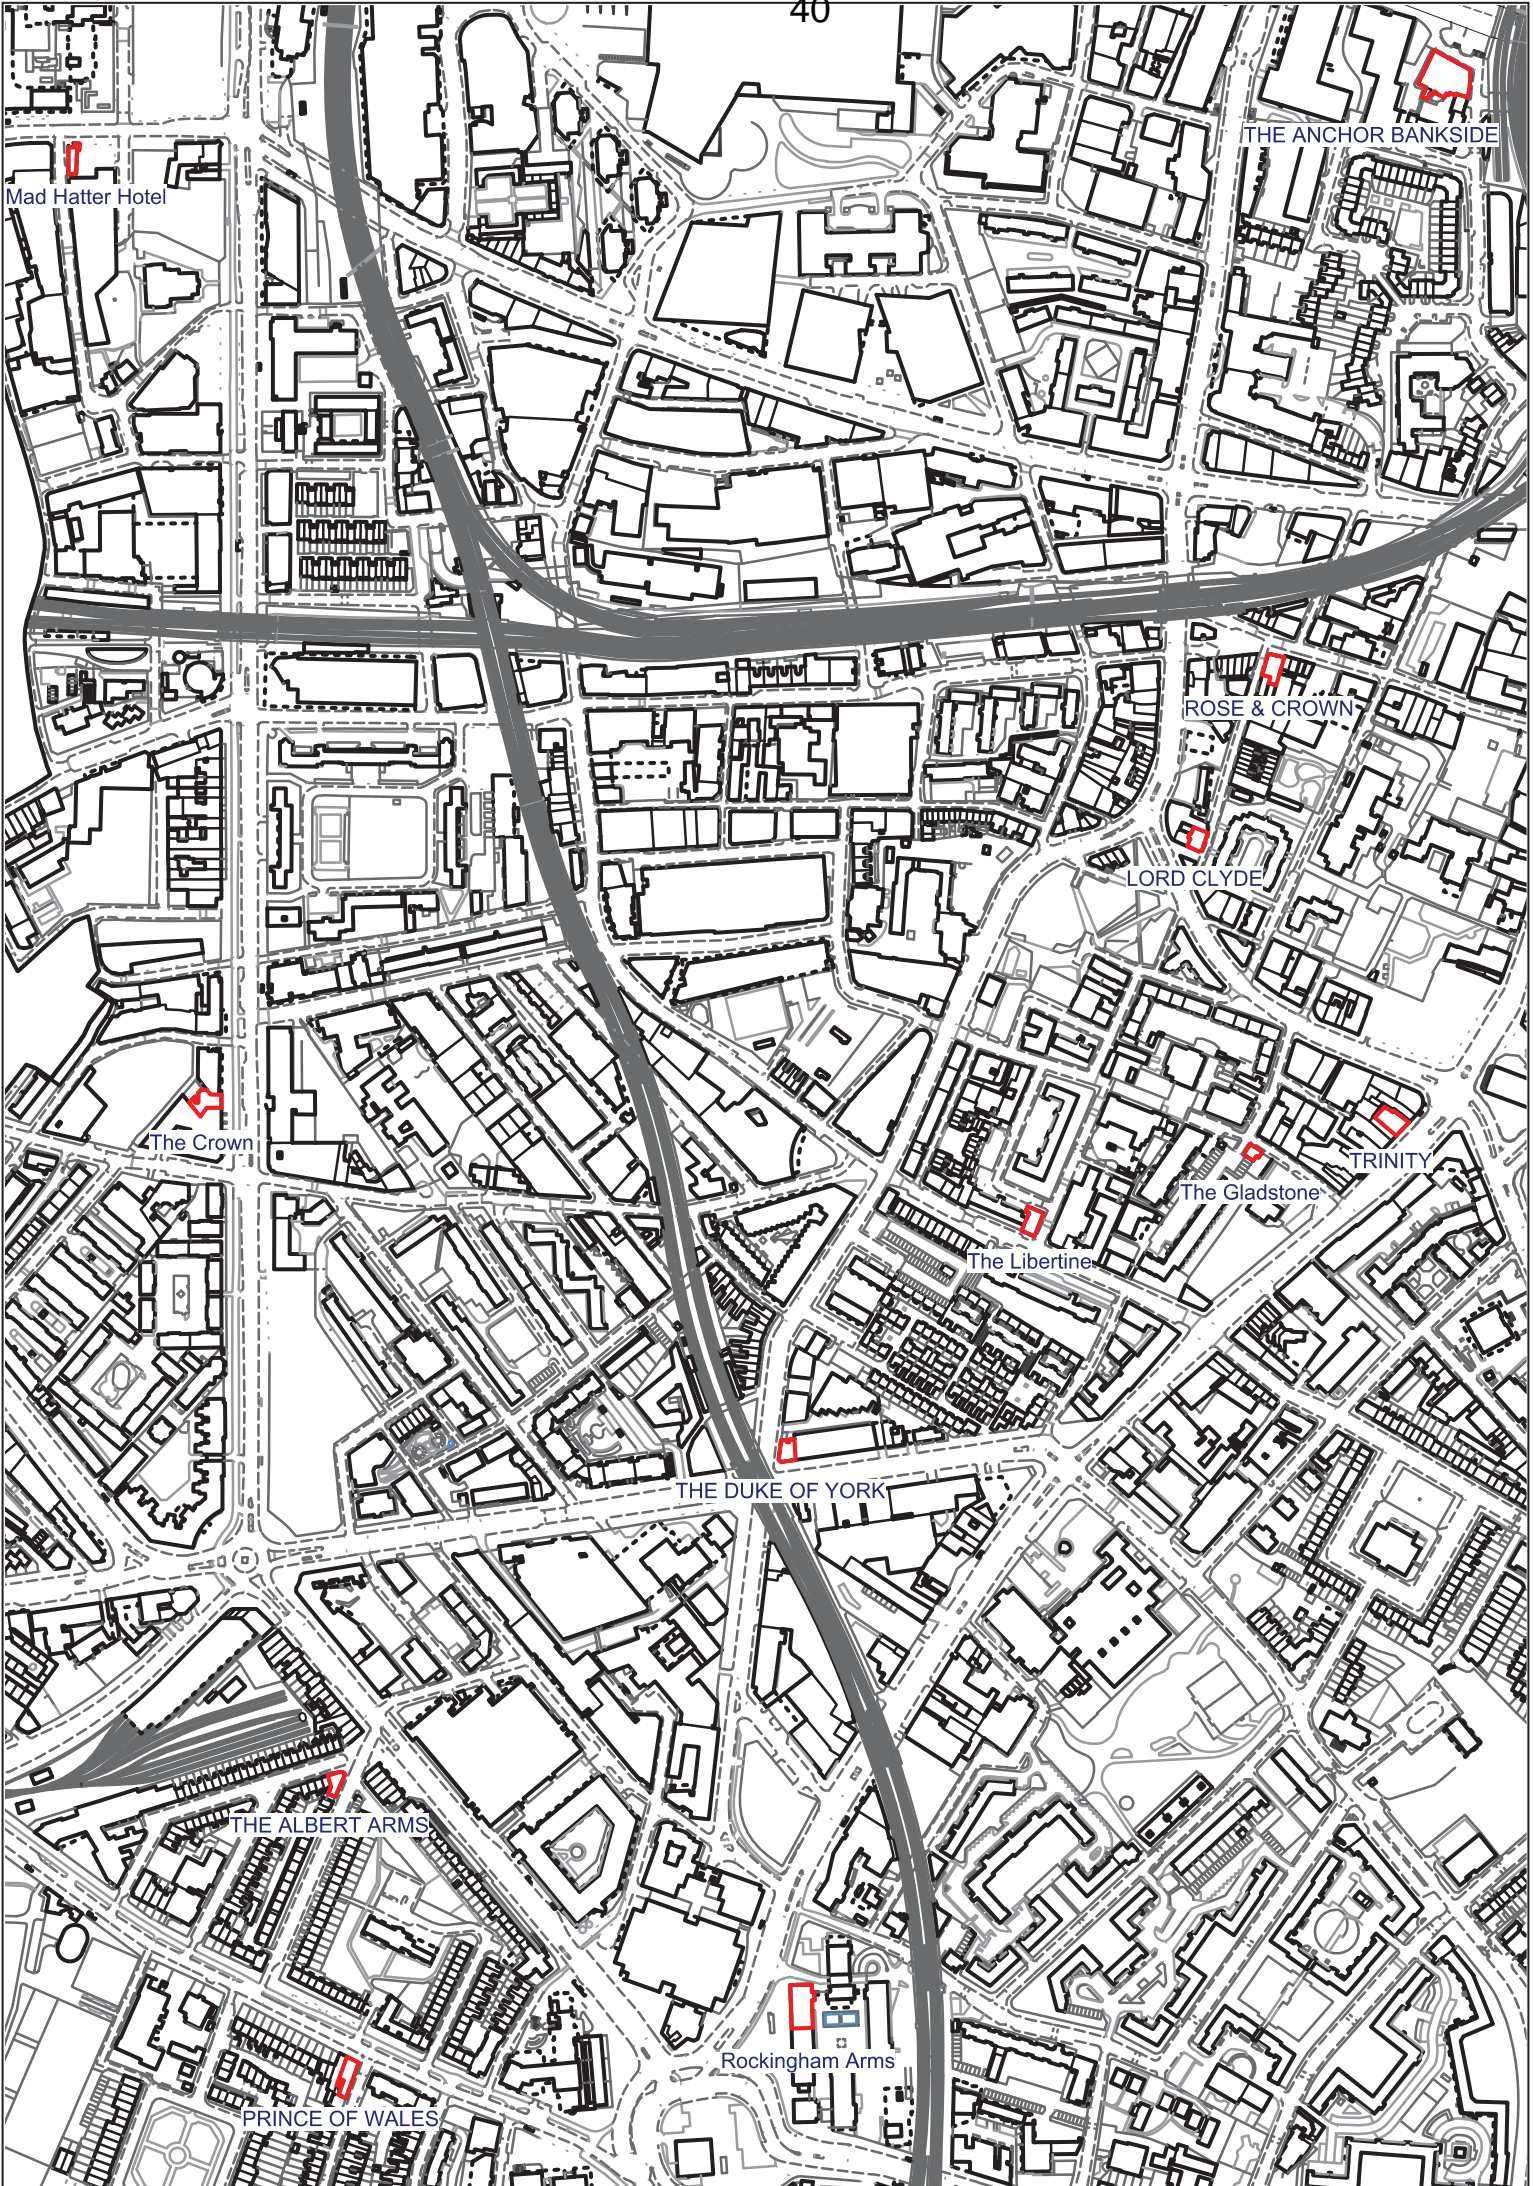 40
THE ANCHOR BANKSIDE
Mad Hatter Hotel
ROSE & CROWN
LORD CLYDE
The Crown
TRINITY
The Gladstone
The Libertine
THE DUKE OF YORK
THE ALBERT ARMS
Rockingham Arms
PRINCE OF WALES